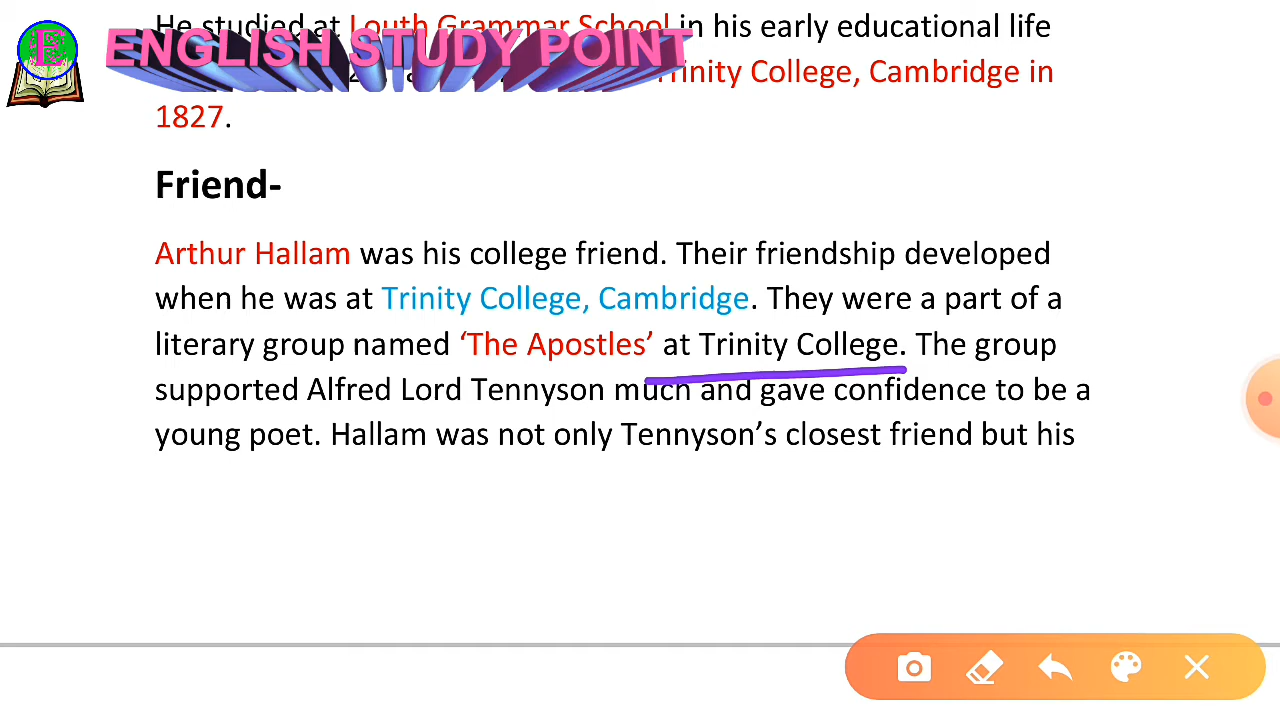 He studied at Louth Grammar School in his early educational life
E ENGLISH STUDY POINT
Trinity College, Cambridge in
1827.
Friend-
Arthur Hallam was his college friend. Their friendship developed
when he was at Trinity College, Cambridge. They were a part of a
literary group named ‘The Apostles’ at Trinity College. The group
supported Alfred Lord Tennyson much and gave confidence to be a
young poet. Hallam was not only Tennyson’s closest friend but his